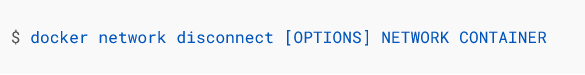 $ docker network disconnect [OPTIONS] NETWORK CONTAINER